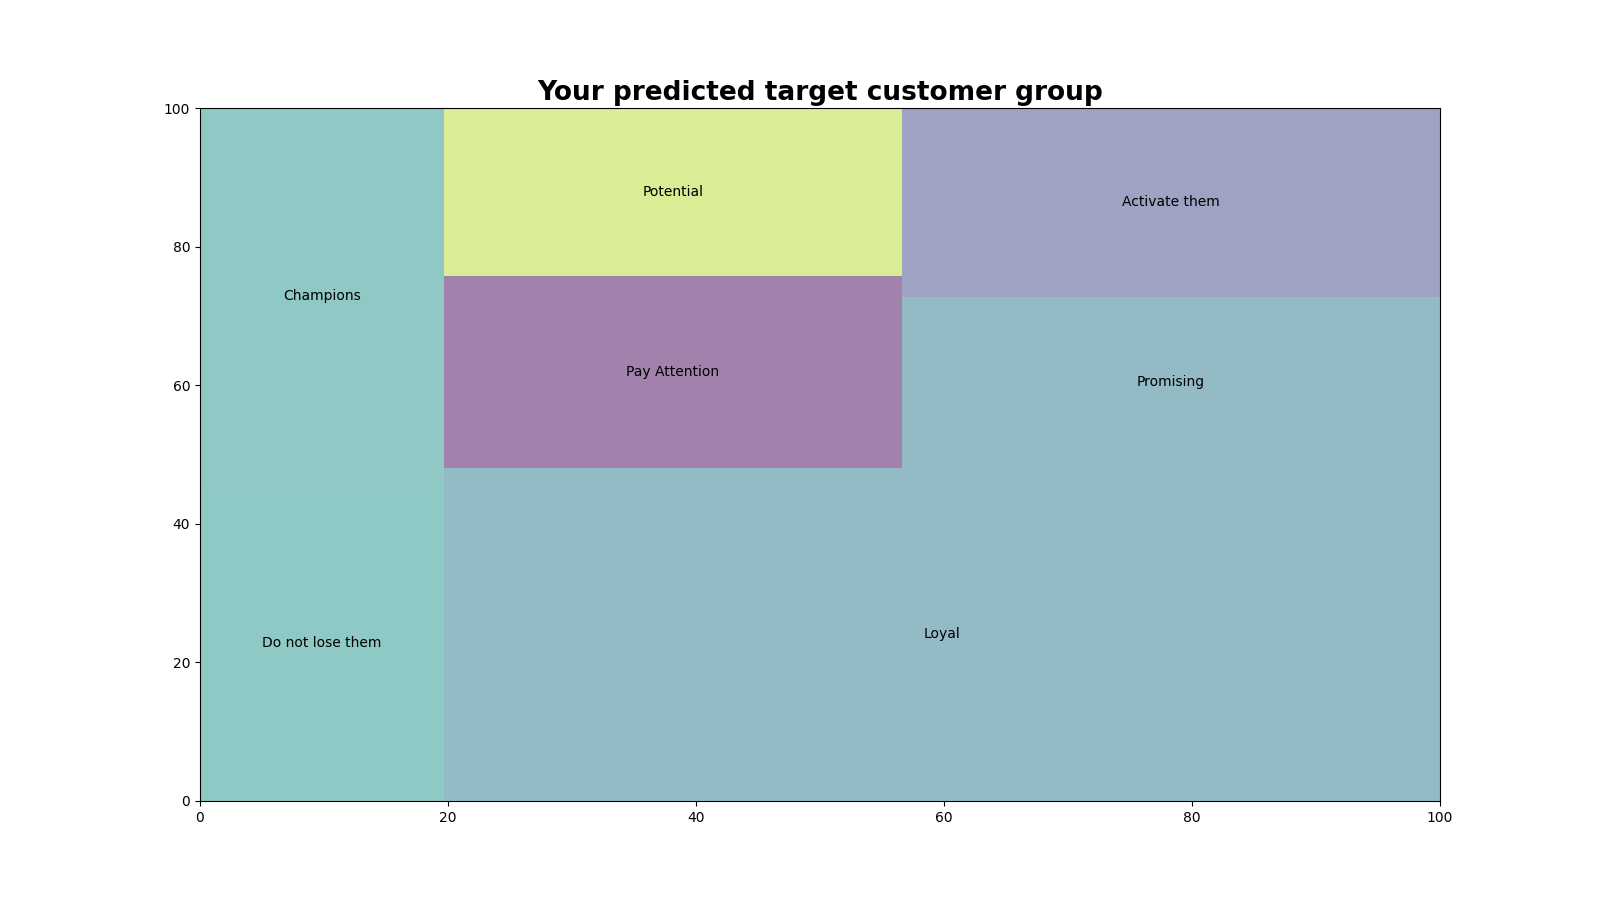 Your predicted target customer group
100
80
60
40
20
0
Potential
Activate them
Champions
Pay Attention
Promising
Loyal
Do not lose them
0 20 40 60 80 100